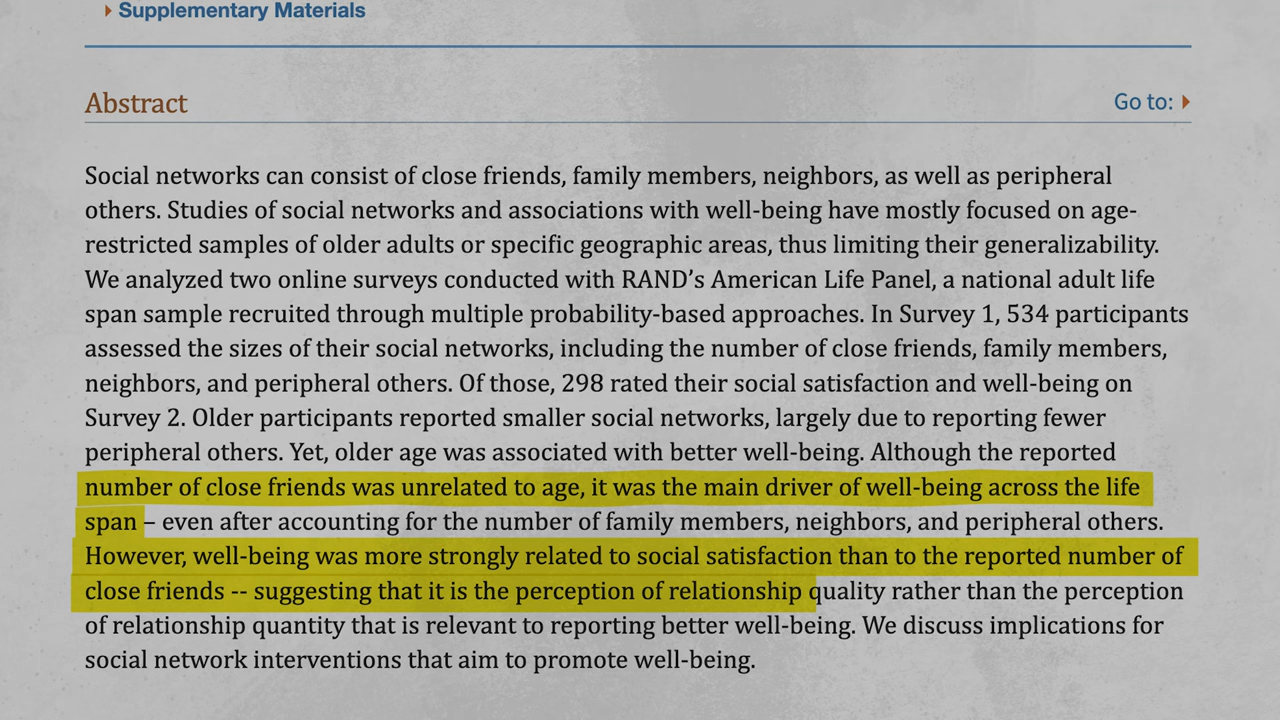 Supplementary Materials
Abstract
Go to:
Social networks can consist of close friends, family members, neighbors, as well as peripheral
others. Studies of social networks and associations with well-being have mostly focused on age-
restricted samples of older adults or specific geographic areas, thus limiting their generalizability.
We analyzed two online surveys conducted with RAND’s American Life Panel, a national adult life
span sample recruited through multiple probability-based approaches. In Survey 1, 534 participants
assessed the sizes of their social networks, including the number of close friends, family members,
neighbors, and peripheral others. Of those, 298 rated their social satisfaction and well-being on
Survey 2. Older participants reported smaller social networks, largely due to reporting fewer
peripheral others. Yet, older age was associated with better well-being. Although the reported
number of close friends was unrelated to age, it was the main driver of well-being across the life
span – even after accounting for the number of family members, neighbors, and peripheral others.
However, well-being was more strongly related to social satisfaction than to the reported number of
close friends -- suggesting that it is the perception of relationship quality rather than the perception
of relationship quantity that is relevant to reporting better well-being. We discuss implications for
social network interventions that aim to promote well-being.